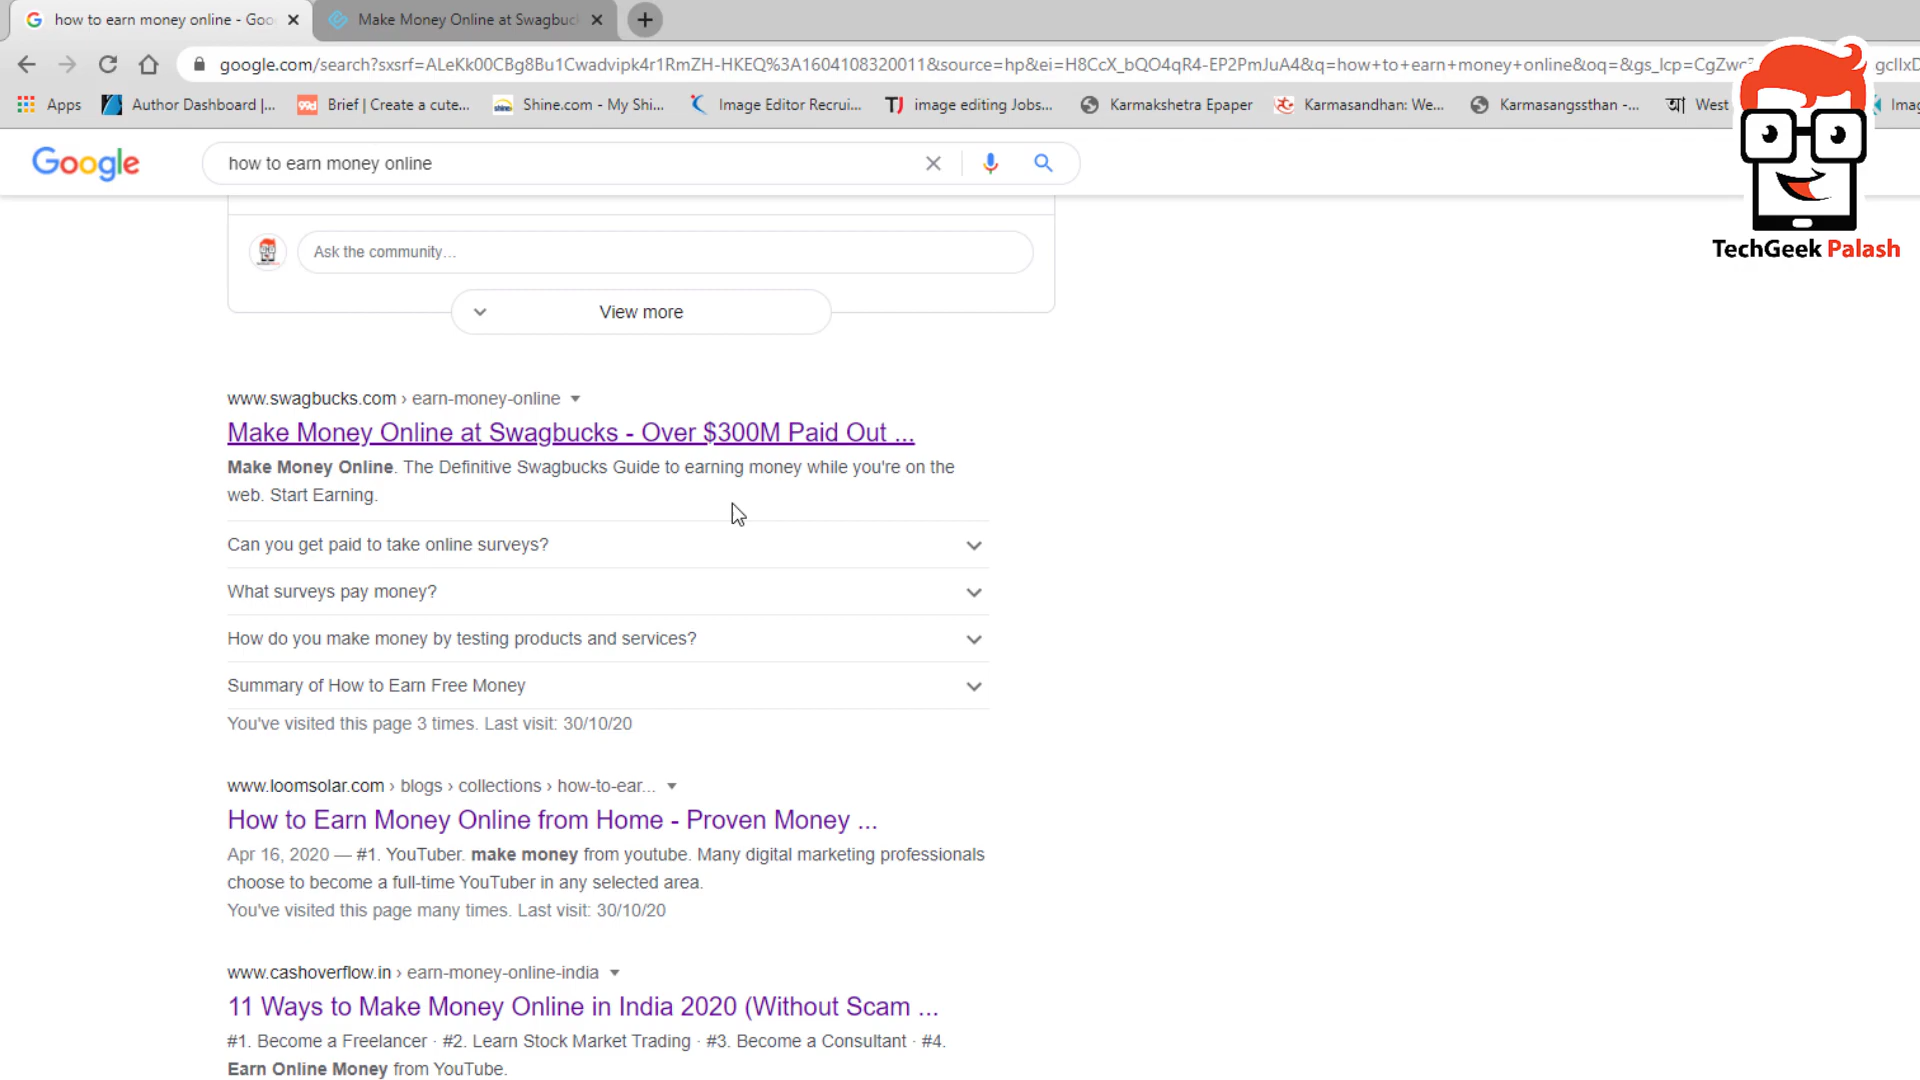 how to earn money online - Goo
Make Money Online at Swagbuc
google.com/search?sxsrf=ALeKk00CBg8Bu1Cwadvipk4r1RmZH-HKEQ%3A1604108320011&source=hp&ei=H8CcX_bQO4qR4-EP2PmJuA4&q=how+to+earn+money+online&oq=&gs_lcp=CgZwc
Apps Author Dashboard |... Brief | Create a cute... Shine.com - My Shi... Image Editor Recrui... image editing Jobs... Karmakshetra Epaper Karmasandhan: We... Karmasangssthan -... West
TechGeek Palash
Google
how to earn money online
Ask the community...
View more
www.swagbucks.com › earn-money-online
Make Money Online at Swagbucks - Over $300M Paid Out ...
Make Money Online. The Definitive Swagbucks Guide to earning money while you're on the
web. Start Earning.
Can you get paid to take online surveys?
What surveys pay money?
How do you make money by testing products and services?
Summary of How to Earn Free Money
You've visited this page 3 times. Last visit: 30/10/20
www.loomsolar.com › blogs › collections › how-to-ear...
How to Earn Money Online from Home - Proven Money ...
Apr 16, 2020 — #1. YouTuber. make money from youtube. Many digital marketing professionals
choose to become a full-time YouTuber in any selected area.
You've visited this page many times. Last visit: 30/10/20
www.cashoverflow.in › earn-money-online-india
11 Ways to Make Money Online in India 2020 (Without Scam ...
#1. Become a Freelancer · #2. Learn Stock Market Trading · #3. Become a Consultant · #4.
Earn Online Money from YouTube.